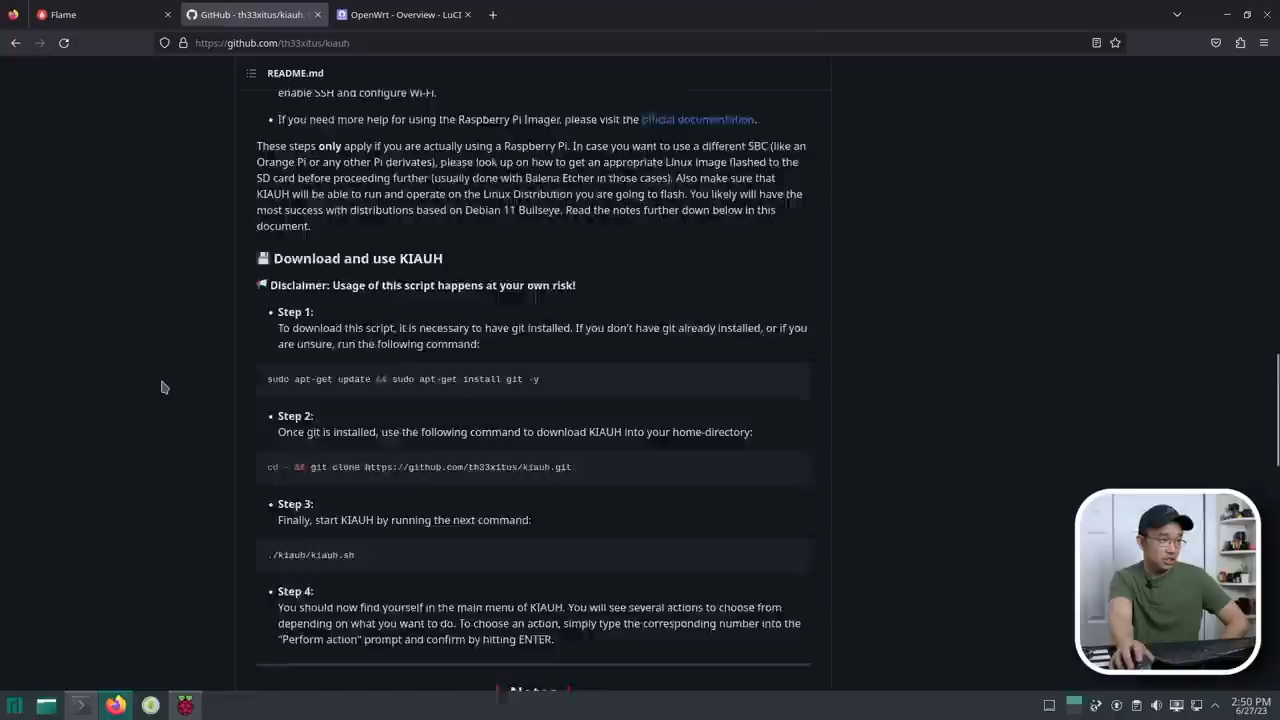 Flame
GitHub - th33xitus/kiauh:
OpenWrt - Overview - LuCI
https://github.com/th33xitus/kiauh
README.md
enable SSH and configure Wi-Fi.
• If you need more help for using the Raspberry Pi Imager, please visit the official documentation.
These steps only apply if you are actually using a Raspberry Pi. In case you want to use a different SBC (like an
Orange Pi or any other Pi derivates), please look up on how to get an appropriate Linux image flashed to the
SD card before proceeding further (usually done with Balena Etcher in those cases). Also make sure that
KIAUH will be able to run and operate on the Linux Distribution you are going to flash. You likely will have the
most success with distributions based on Debian 11 Bullseye. Read the notes further down below in this
document.
Download and use KIAUH
Disclaimer: Usage of this script happens at your own risk!
• Step 1:
To download this script, it is necessary to have git installed. If you don't have git already installed, or if you
are unsure, run the following command:
sudo apt-get update && sudo apt-get install git -y
• Step 2:
Once git is installed, use the following command to download KIAUH into your home-directory:
cd ~ && git clone https://github.com/th33xitus/kiauh.git
• Step 3:
Finally, start KIAUH by running the next command:
./kiauh/kiauh.sh
• Step 4:
You should now find yourself in the main menu of KIAUH. You will see several actions to choose from
depending on what you want to do. To choose an action, simply type the corresponding number into the
"Perform action" prompt and confirm by hitting ENTER.
Notes
2:50 PM
6/27/23